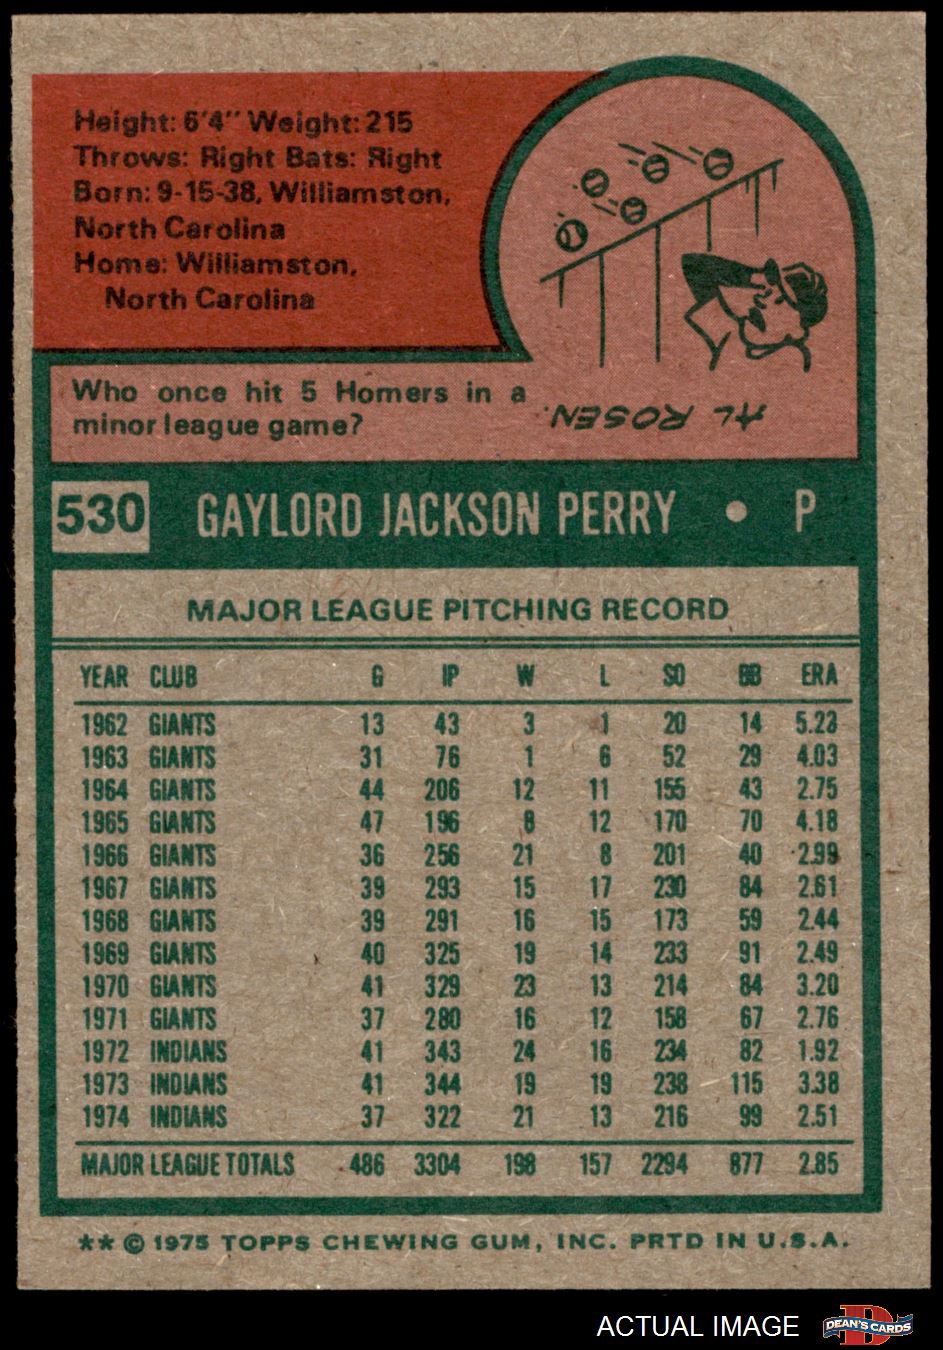 Height: 6'4" Weight: 215
Throws: Right Bats: Right
Born: 9-15-38, Williamston,
North Carolina
Home: Williamston,
North Carolina
Who once hit 5 Homers in a
minor league game?
AL ROSEN.
530 GAYLORD JACKSON PERRY • P
MAJOR LEAGUE PITCHING RECORD
YEAR CLUB G IP W L SO BB ERA
1962 GIANTS 13 43 3 1 20 14 5.23
1963 GIANTS 31 76 1 6 52 29 4.03
1964 GIANTS 44 206 12 11 155 43 2.75
1965 GIANTS 47 196 8 12 170 70 4.18
1966 GIANTS 36 256 21 8 201 40 2.99
1967 GIANTS 39 293 15 17 230 84 2.61
1968 GIANTS 39 291 16 15 173 59 2.44
1969 GIANTS 40 325 19 14 233 91 2.49
1970 GIANTS 41 329 23 13 214 84 3.20
1971 GIANTS 37 280 16 12 158 67 2.76
1972 INDIANS 41 343 24 16 234 82 1.92
1973 INDIANS 41 344 19 19 238 115 3.38
1974 INDIANS 37 322 21 13 216 99 2.51
MAJOR LEAGUE TOTALS 486 3304 198 157 2294 877 2.85
** © 1975 TOPPS CHEWING GUM, INC. PRTD IN U.S.A.
ACTUAL IMAGE DEAN'S CARDS